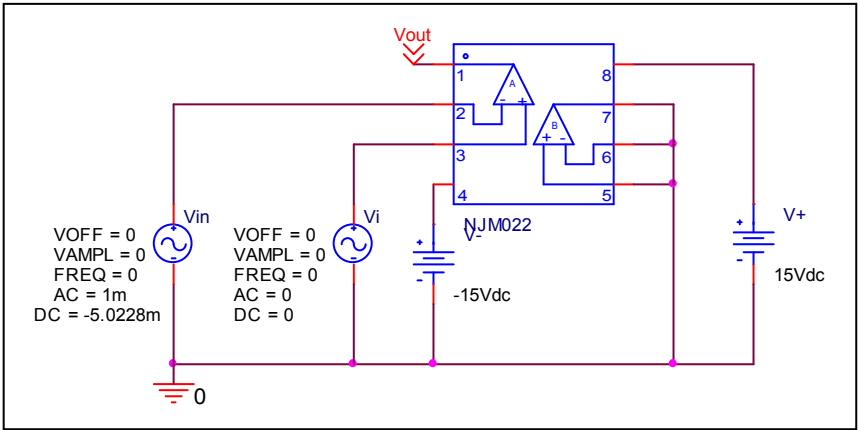 Vout
1
2
3
4
A
-
+
B
+
-
8
7
6
5
NJM022
Vin
+
-
VOFF = 0
VAMPL = 0
FREQ = 0
AC = 1m
DC = -5.0228m
Vi
+
-
VOFF = 0
VAMPL = 0
FREQ = 0
AC = 0
DC = 0
V-
+
-
-15Vdc
V+
+
-
15Vdc
0